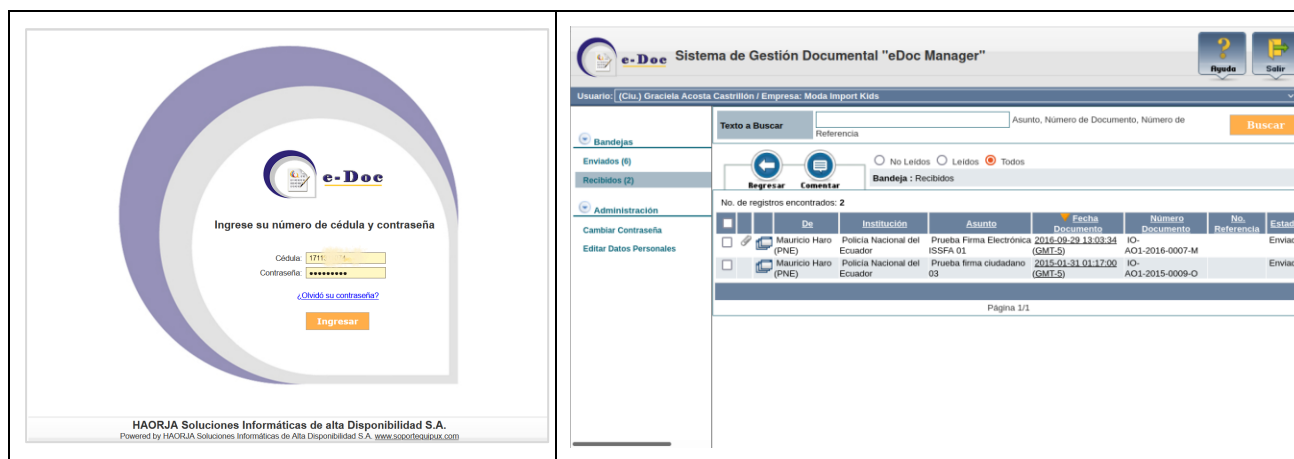 e-Doc
Ingrese su número de cédula y contraseña
Cédula: 1711
Contraseña: •••••••••
¿Olvidó su contraseña?
Ingresar
HAORJA Soluciones Informáticas de alta Disponibilidad S.A.
Powered by HAORJA Soluciones Informáticas de Alta Disponibilidad S.A. www.soportequipux.com
e-Doc Sistema de Gestión Documental "eDoc Manager"
Ayuda Salir
Usuario: (Ciu.) Graciela Acosta Castrillón / Empresa: Moda Import Kids
Bandejas
Enviados (6)
Recibidos (2)
Administración
Cambiar Contraseña
Editar Datos Personales
Texto a Buscar Asunto, Número de Documento, Número de
Referencia
Buscar
Regresar Comentar
No Leídos Leídos Todos
Bandeja : Recibidos
No. de registros encontrados: 2
De Institución Asunto Fecha Documento Número Documento No. Referencia Estad
Mauricio Haro Policía Nacional del Prueba Firma Electrónica 2016-09-29 13:03:34 IO- Enviad
(PNE) Ecuador ISSFA 01 (GMT-5) AO1-2016-0007-M
Mauricio Haro Policía Nacional del Prueba firma ciudadano 2015-01-31 01:17:00 IO- Enviad
(PNE) Ecuador 03 (GMT-5) AO1-2015-0009-O
Página 1/1